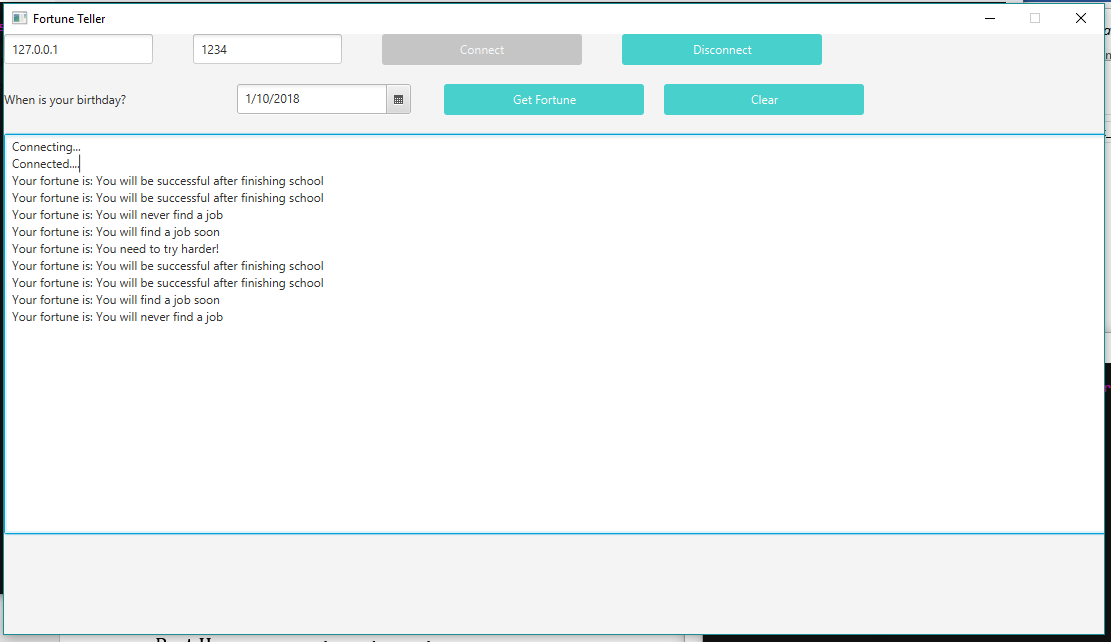 Fortune Teller
127.0.0.1 1234 Connect Disconnect
When is your birthday? 1/10/2018 Get Fortune Clear
Connecting...
Connected....
Your fortune is: You will be successful after finishing school
Your fortune is: You will be successful after finishing school
Your fortune is: You will never find a job
Your fortune is: You will find a job soon
Your fortune is: You need to try harder!
Your fortune is: You will be successful after finishing school
Your fortune is: You will be successful after finishing school
Your fortune is: You will find a job soon
Your fortune is: You will never find a job